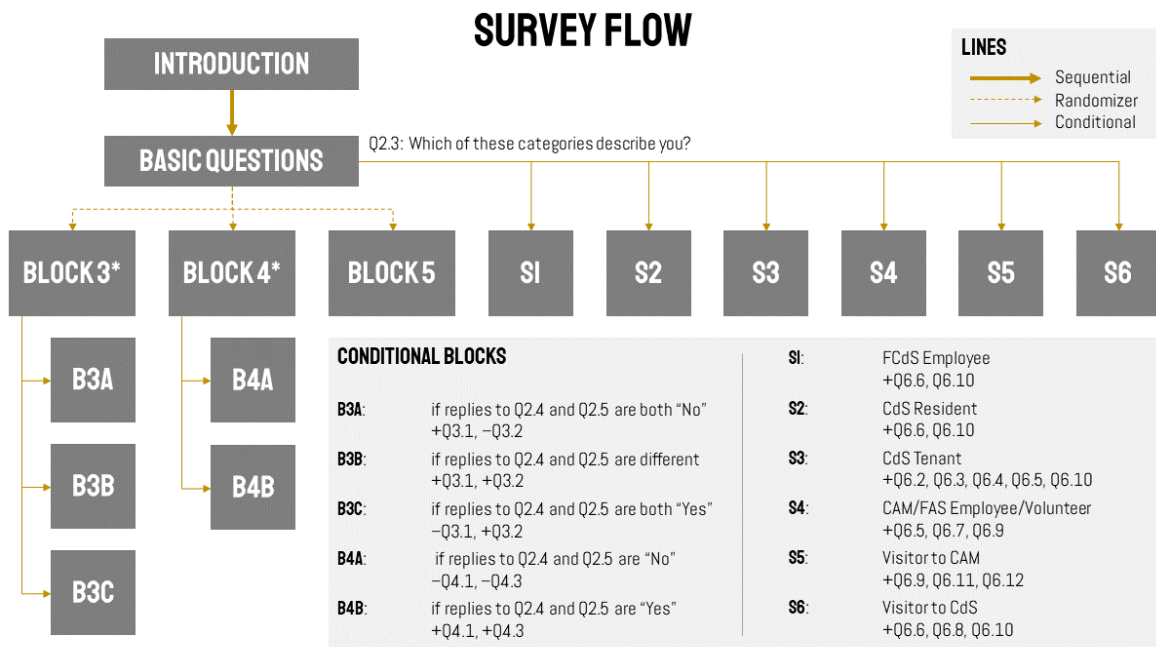 SURVEY FLOW
INTRODUCTION
LINES
Sequential
Randomizer
Conditional
BASIC QUESTIONS
Q2.3: Which of these categories describe you?
BLOCK 3*
BLOCK 4*
BLOCK 5
S1
S2
S3
S4
S5
S6
B3A
B3B
B3C
B4A
B4B
CONDITIONAL BLOCKS
B3A: if replies to Q2.4 and Q2.5 are both “No”
+Q3.1, –Q3.2
B3B: if replies to Q2.4 and Q2.5 are different
+Q3.1, +Q3.2
B3C: if replies to Q2.4 and Q2.5 are both “Yes”
–Q3.1, +Q3.2
B4A: if replies to Q2.4 and Q2.5 are “No”
–Q4.1, –Q4.3
B4B: if replies to Q2.4 and Q2.5 are “Yes”
+Q4.1, +Q4.3
S1: FCdS Employee
+Q6.6, Q6.10
S2: CdS Resident
+Q6.6, Q6.10
S3: CdS Tenant
+Q6.2, Q6.3, Q6.4, Q6.5, Q6.10
S4: CAM/FAS Employee/Volunteer
+Q6.5, Q6.7, Q6.9
S5: Visitor to CAM
+Q6.9, Q6.11, Q6.12
S6: Visitor to CdS
+Q6.6, Q6.8, Q6.10